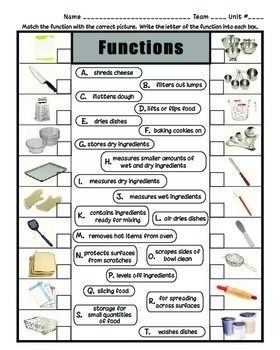 Name Team Unit #
Match the function with the correct picture. Write the letter of the function into each box.
Functions
A. shreds cheese
B. filters out lumps
C. flattens dough
D. lifts or flips food
E. dries dishes
F. baking cookies on
G. stores dry ingredients
H. measures smaller amounts
of wet and dry ingredients
I. measures dry ingredients
J. measures wet ingredients
K. contains ingredients
ready for mixing
L. air dries dishes
M. removes hot items from oven
N. protects surfaces
from scratches
O. scrapes sides of
bowl clean
P. levels off ingredients
Q. slicing food
R. for spreading
across surfaces
S. storage for
small quantities
of food
T. washes dishes